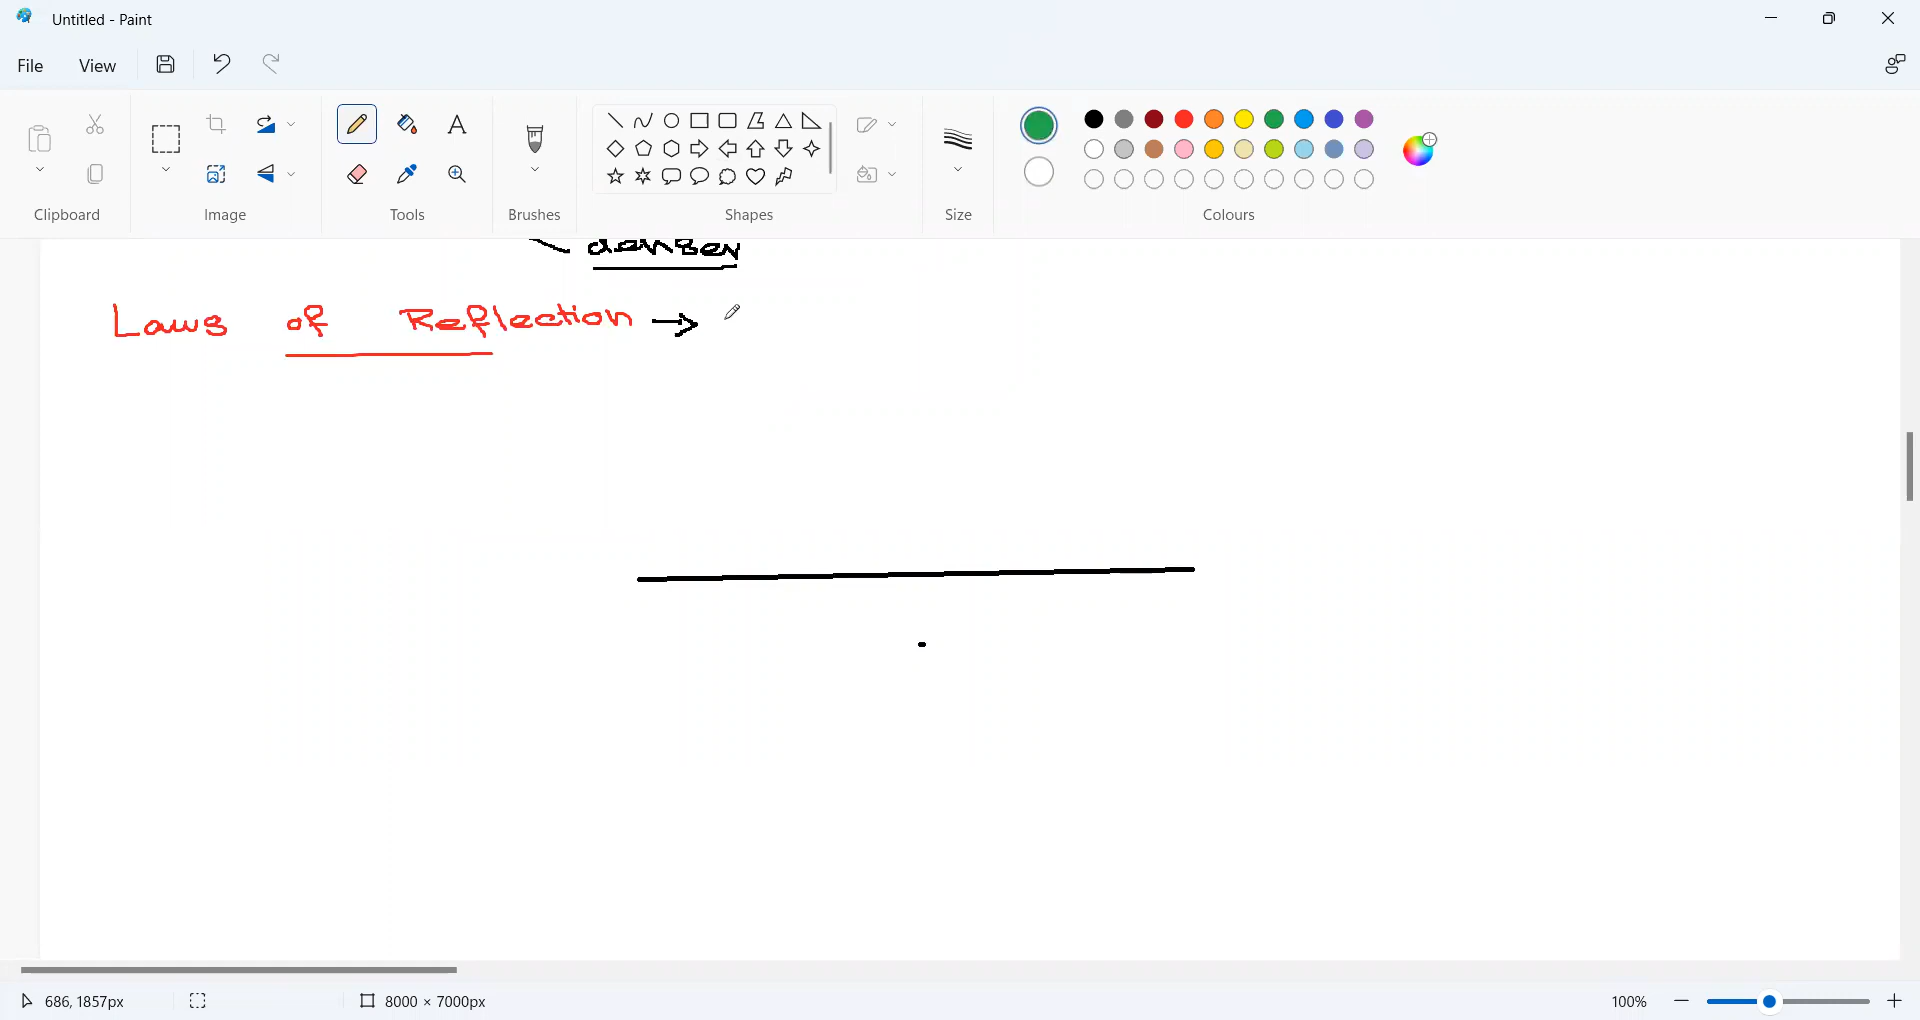 Untitled - Paint
File View
Clipboard Image Tools Brushes Shapes Size Colours
Laws of Reflection →
686, 1857px 8000 × 7000px 100%